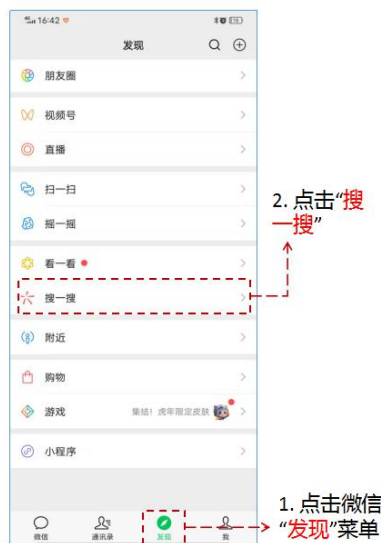 16:42
发现
朋友圈
视频号
直播
扫一扫
摇一摇
看一看
搜一搜
附近
购物
游戏
集结！虎年限定皮肤
小程序
微信
通讯录
发现
我
2. 点击“搜
一搜”
1. 点击微信
“发现”菜单